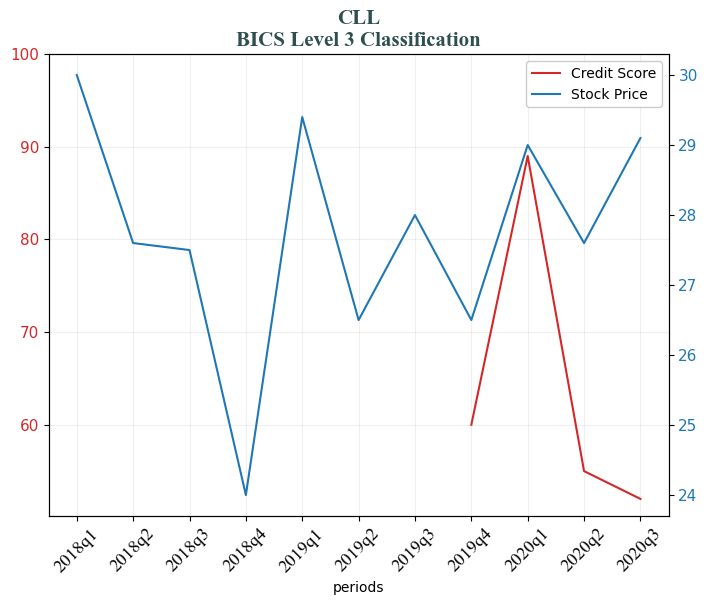 CLL
BICS Level 3 Classification
100
90
80
70
60
Credit Score
Stock Price
30
29
28
27
26
25
24
2018q1
2018q2
2018q3
2018q4
2019q1
2019q2
2019q3
2019q4
2020q1
2020q2
2020q3
periods